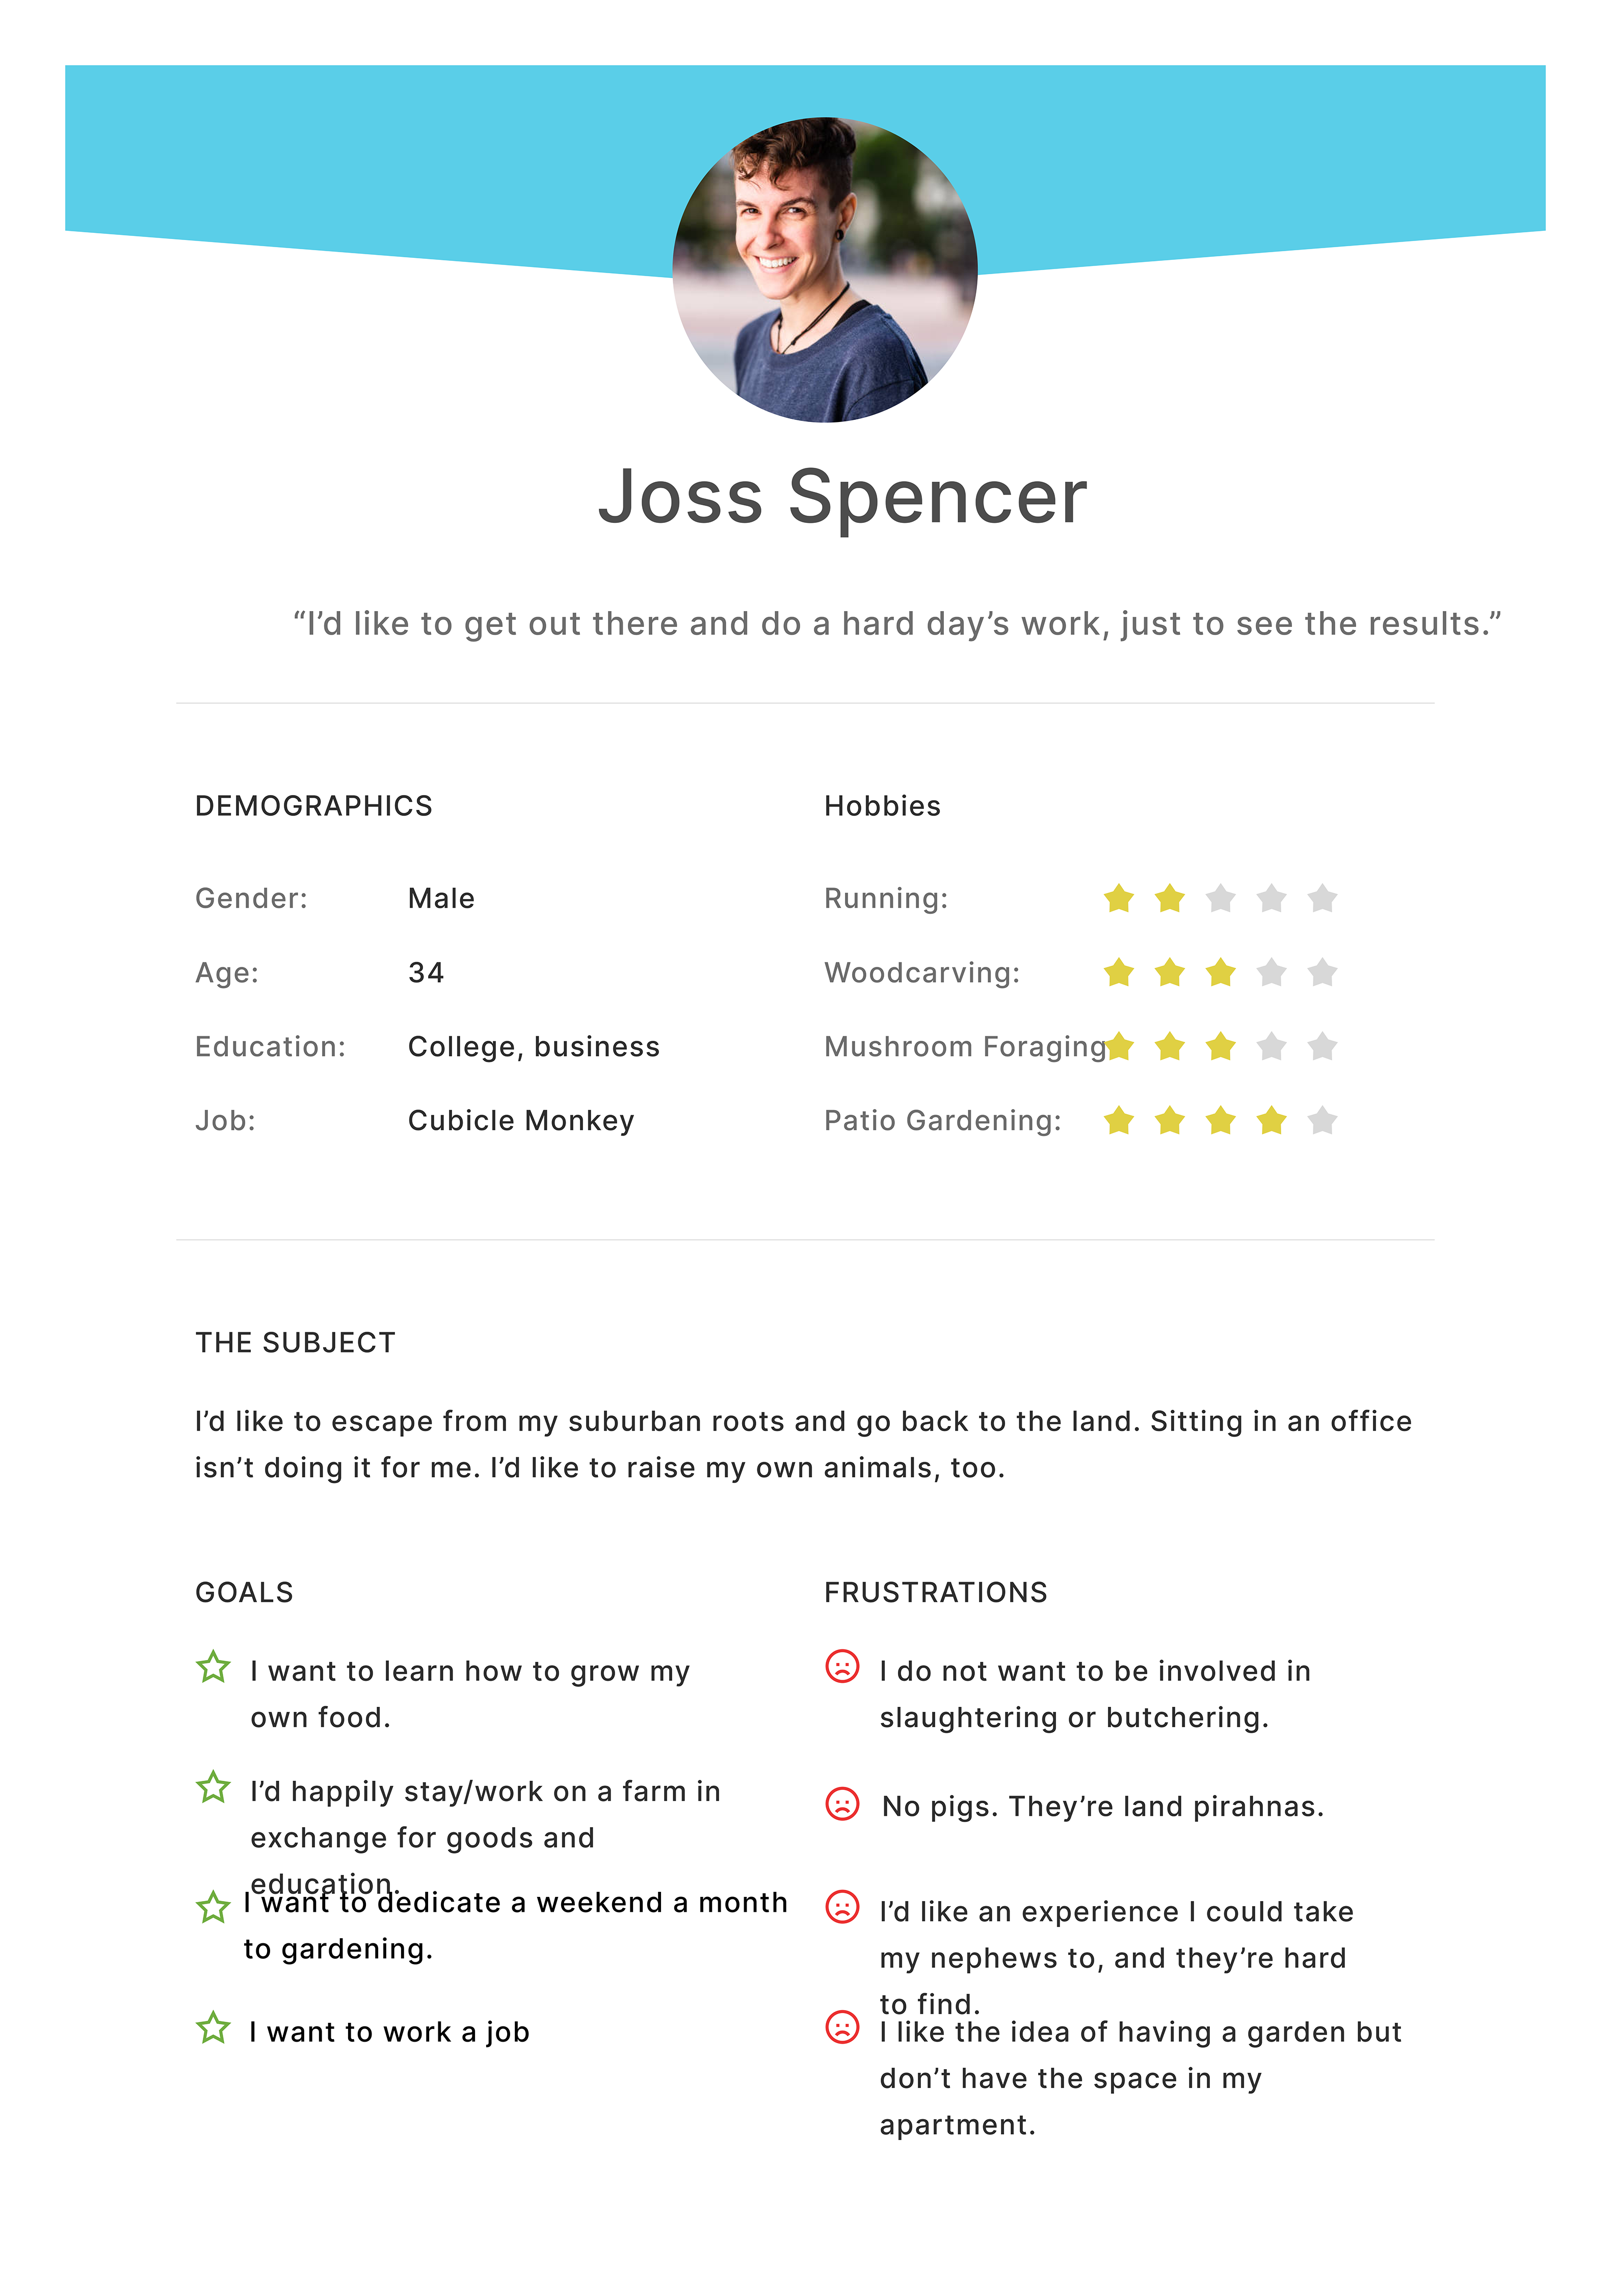 Joss Spencer
“I’d like to get out there and do a hard day’s work, just to see the results.”
DEMOGRAPHICS
Gender: Male
Age: 34
Education: College, business
Job: Cubicle Monkey
Hobbies
Running:
Woodcarving:
Mushroom Foraging
Patio Gardening:
THE SUBJECT
I’d like to escape from my suburban roots and go back to the land. Sitting in an office
isn’t doing it for me. I’d like to raise my own animals, too.
GOALS
I want to learn how to grow my
own food.
I’d happily stay/work on a farm in
exchange for goods and
education.
I want to dedicate a weekend a month
to gardening.
I want to work a job
FRUSTRATIONS
I do not want to be involved in
slaughtering or butchering.
No pigs. They’re land pirahnas.
I’d like an experience I could take
my nephews to, and they’re hard
to find.
I like the idea of having a garden but
don’t have the space in my
apartment.